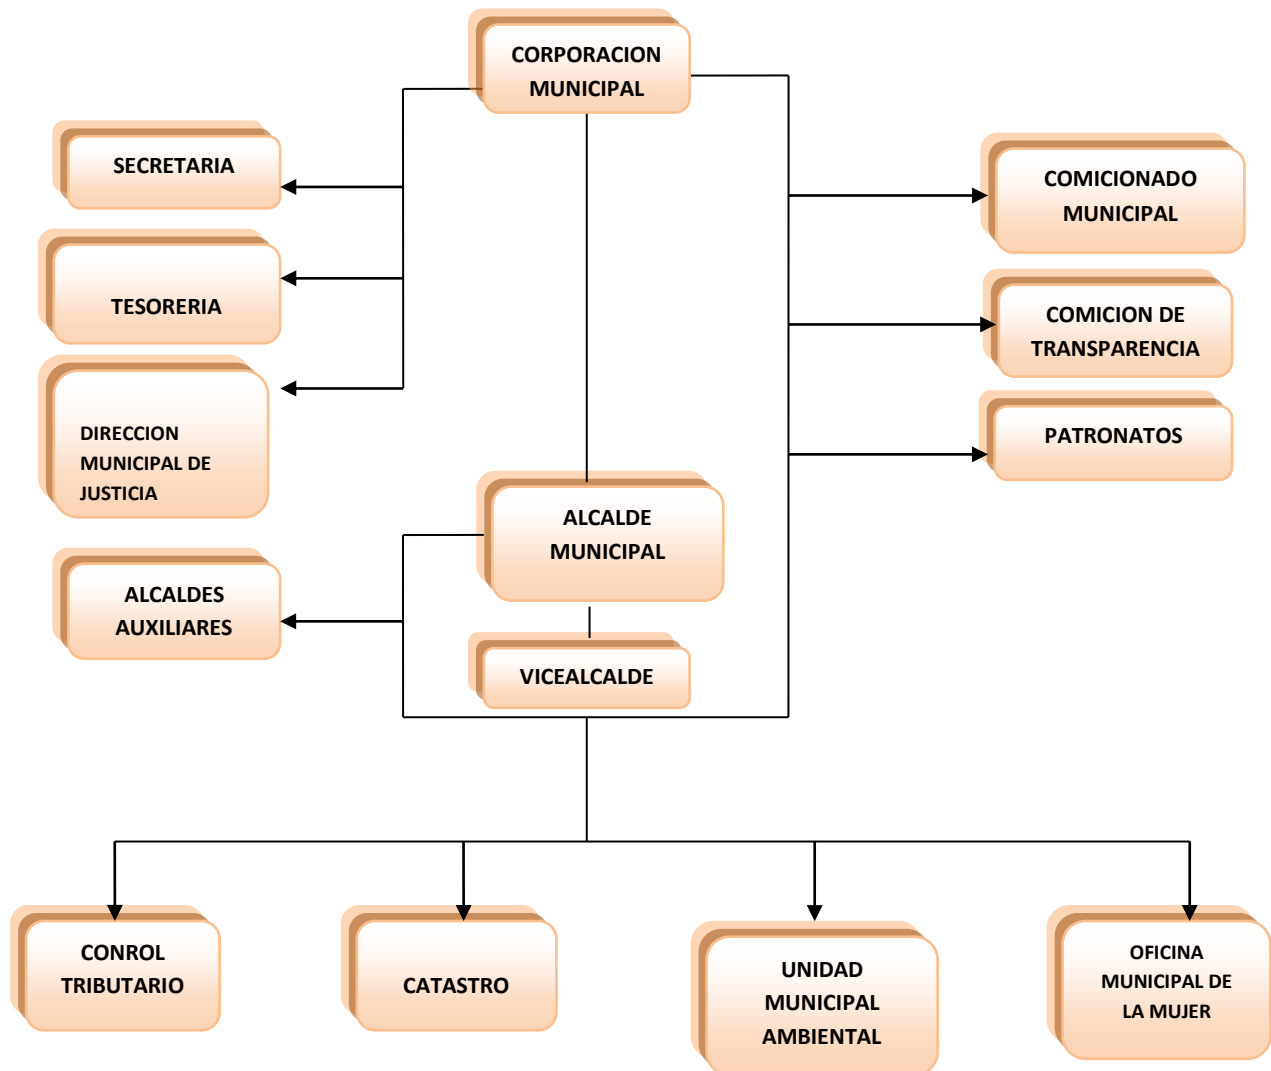 CORPORACION
MUNICIPAL
SECRETARIA
COMICIONADO
MUNICIPAL
TESORERIA
COMICION DE
TRANSPARENCIA
DIRECCION
MUNICIPAL DE
JUSTICIA
PATRONATOS
ALCALDE
MUNICIPAL
ALCALDES
AUXILIARES
VICEALCALDE
CONROL
TRIBUTARIO
CATASTRO
UNIDAD
MUNICIPAL
AMBIENTAL
OFICINA
MUNICIPAL DE
LA MUJER